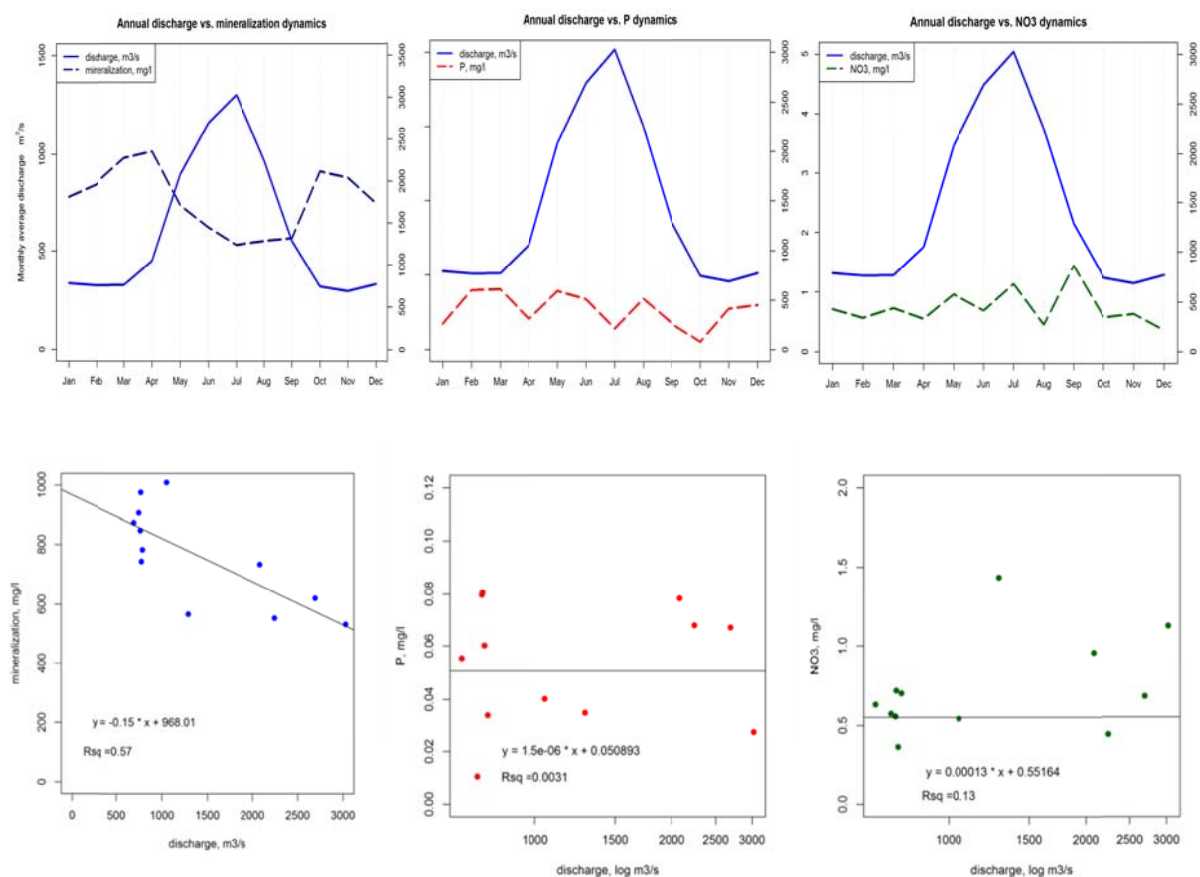 Annual discharge vs. mineralization dynamics
discharge, m3/s
mireralization, mg/l
Monthly average discharge m³/s
0 500 1000 1500
0 500 1000 1500 2000 2500 3000 3500
Jan Feb Mar Apr May Jun Jul Aug Sep Oct Nov Dec
Annual discharge vs. P dynamics
discharge, m3/s
P, mg/l
0 500 1000 1500 2000 2500 3000
Jan Feb Mar Apr May Jun Jul Aug Sep Oct Nov Dec
Annual discharge vs. NO3 dynamics
discharge, m3/s
NO3, mg/l
0 1 2 3 4 5
0 500 1000 1500 2000 2500 3000
Jan Feb Mar Apr May Jun Jul Aug Sep Oct Nov Dec
mineralization, mg/l
0 200 400 600 800 1000
y= -0.15 * x + 968.01
Rsq =0.57
0 500 1000 1500 2000 2500 3000
discharge, m3/s
P, mg/l
0.00 0.02 0.04 0.06 0.08 0.10 0.12
y = 1.5e-06 * x + 0.050893
Rsq =0.0031
1000 1500 2000 2500 3000
discharge, log m3/s
NO3, mg/l
0.0 0.5 1.0 1.5 2.0
y = 0.00013 * x + 0.55164
Rsq =0.13
1000 1500 2000 2500 3000
discharge, log m3/s